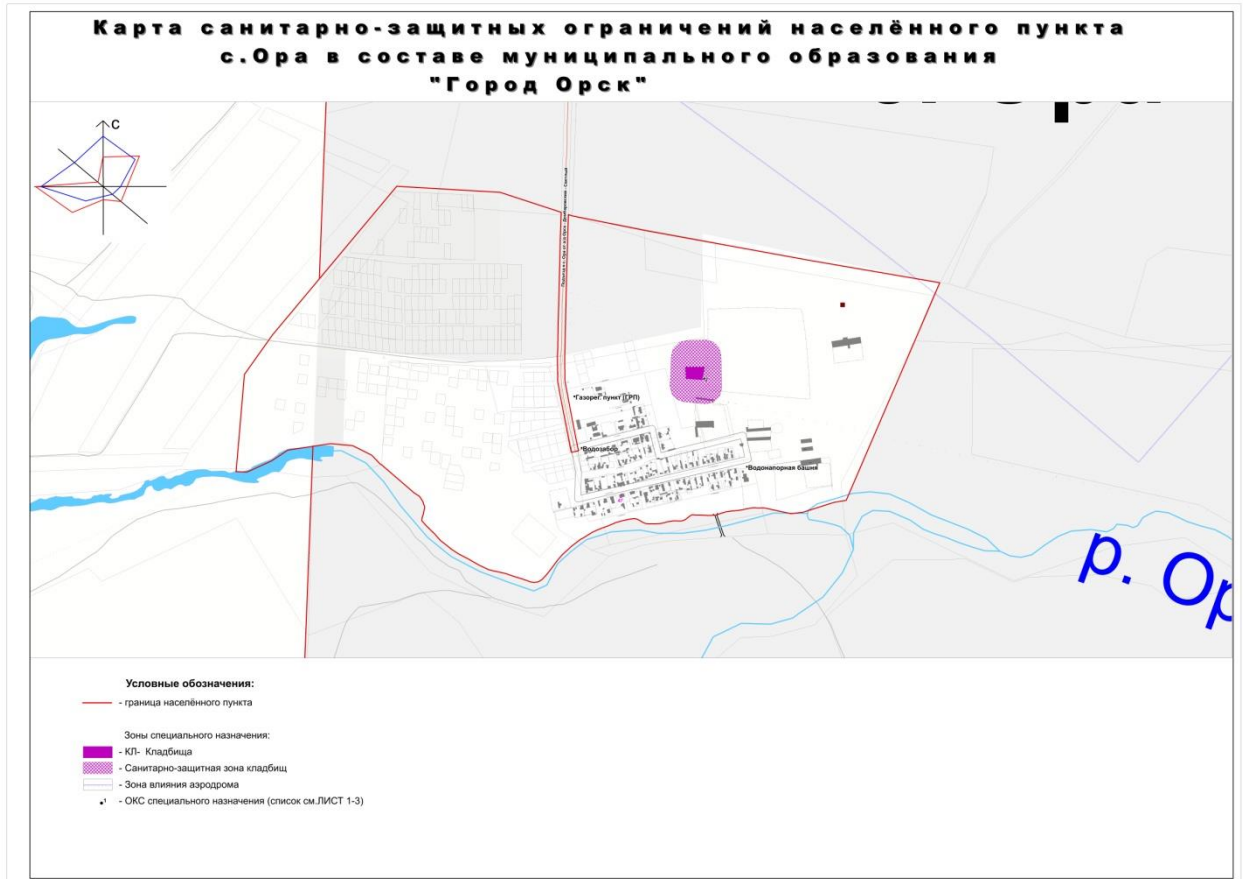 Карта санитарно-защитных ограничений населённого пункта
с.Ора в составе муниципального образования
"Город Орск"
С
*Газорег. пункт (ГРП)
*Водозабор
*Водонапорная башня
р. Ор
Условные обозначения:
- граница населённого пункта
Зоны специального назначения:
- КЛ- Кладбища
- Санитарно-защитная зона кладбищ
- Зона влияния аэродрома
- ОКС специального назначения (список см.ЛИСТ 1-3)